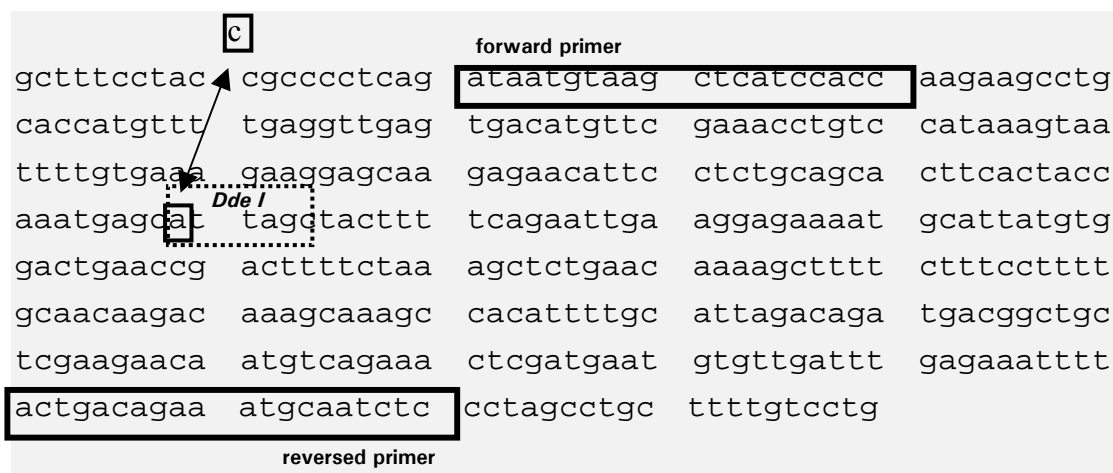 c
forward primer
gctttcctac cgcccctcag ataatgtaag ctcatccacc aagaagcctg
caccatgttt tgaggttgag tgacatgttc gaaacctgtc cataaagtaa
ttttgtgaaa gaaggagcaa gagaacattc ctctgcagca cttcactacc
Dde I
aaatgagcat tagctacttt tcagaattga aggagaaaat gcattatgtg
gactgaaccg acttttctaa agctctgaac aaaagctttt ctttcctttt
gcaacaagac aaagcaaagc cacattttgc attagacaga tgacggctgc
tcgaagaaca atgtcagaaa ctcgatgaat gtgttgattt gagaaatttt
actgacagaa atgcaatctc cctagcctgc ttttgtcctg
reversed primer